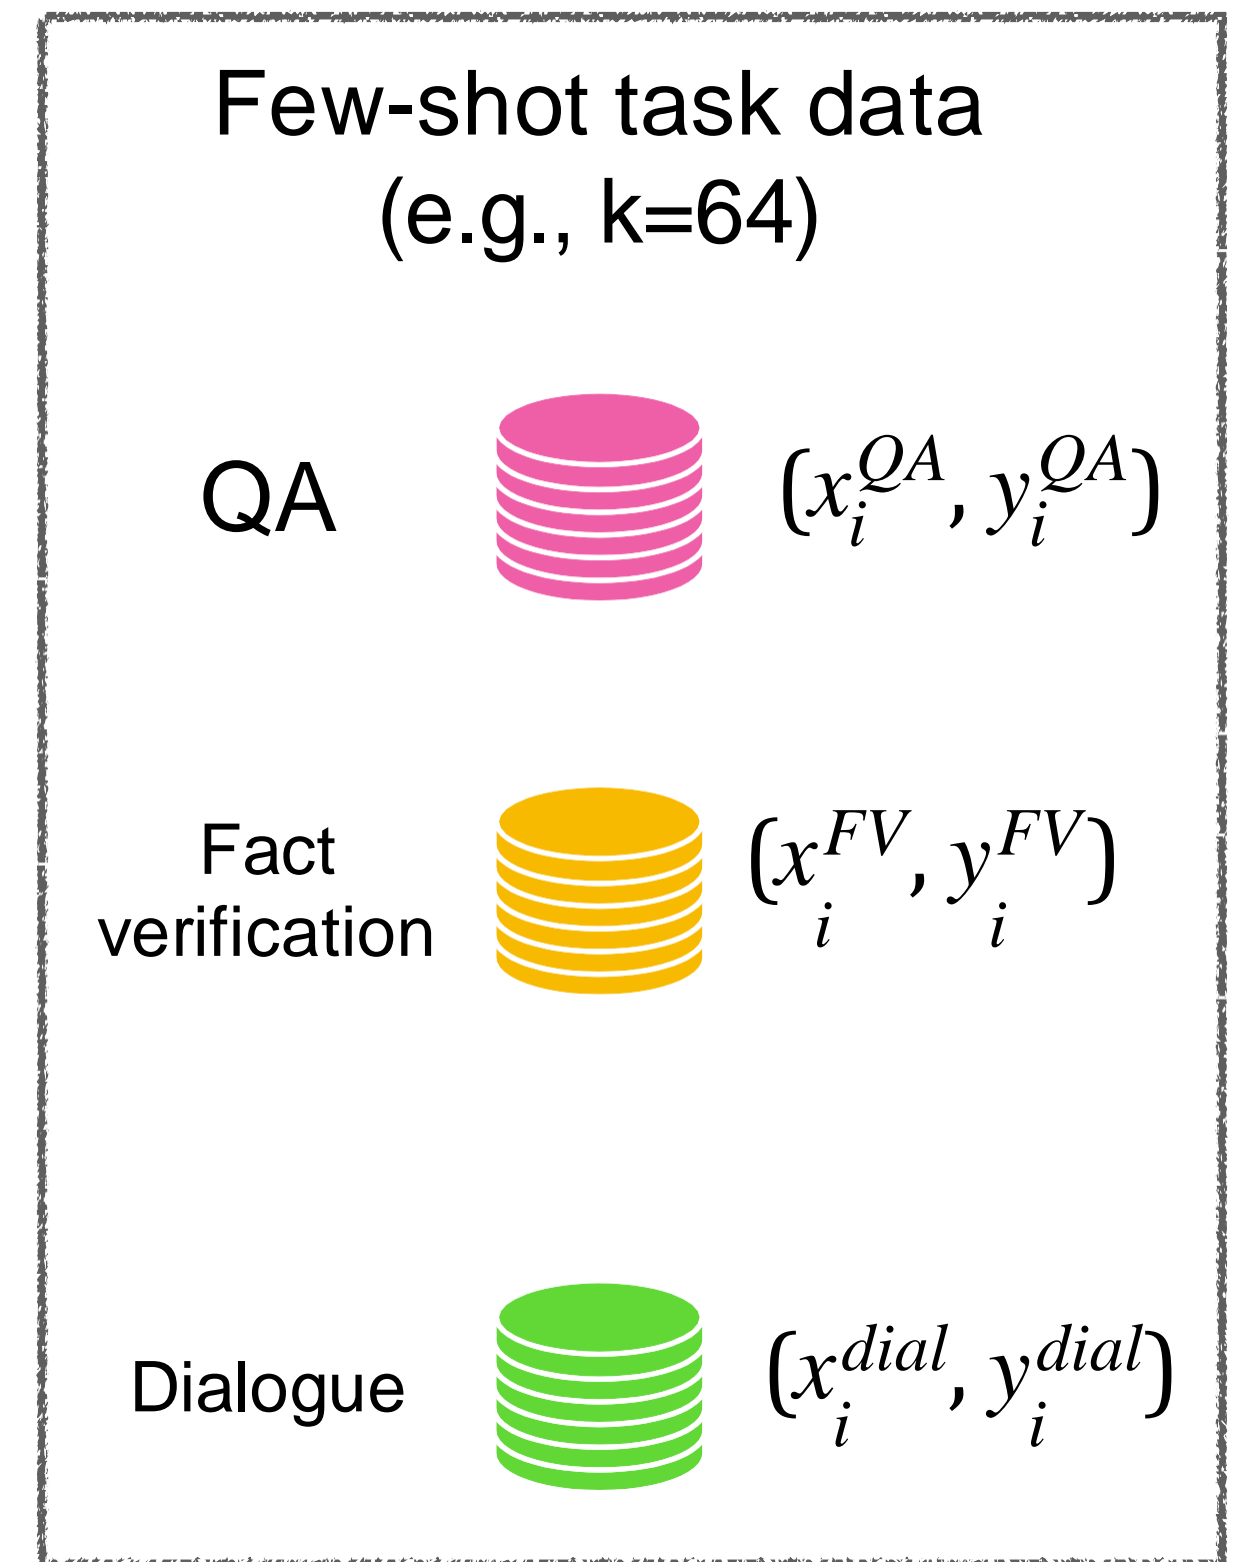 Few-shot task data
(e.g., k=64)
QA
(x_i^{QA}, y_i^{QA})
Fact
verification
(x_i^{FV}, y_i^{FV})
Dialogue
(x_i^{dial}, y_i^{dial})